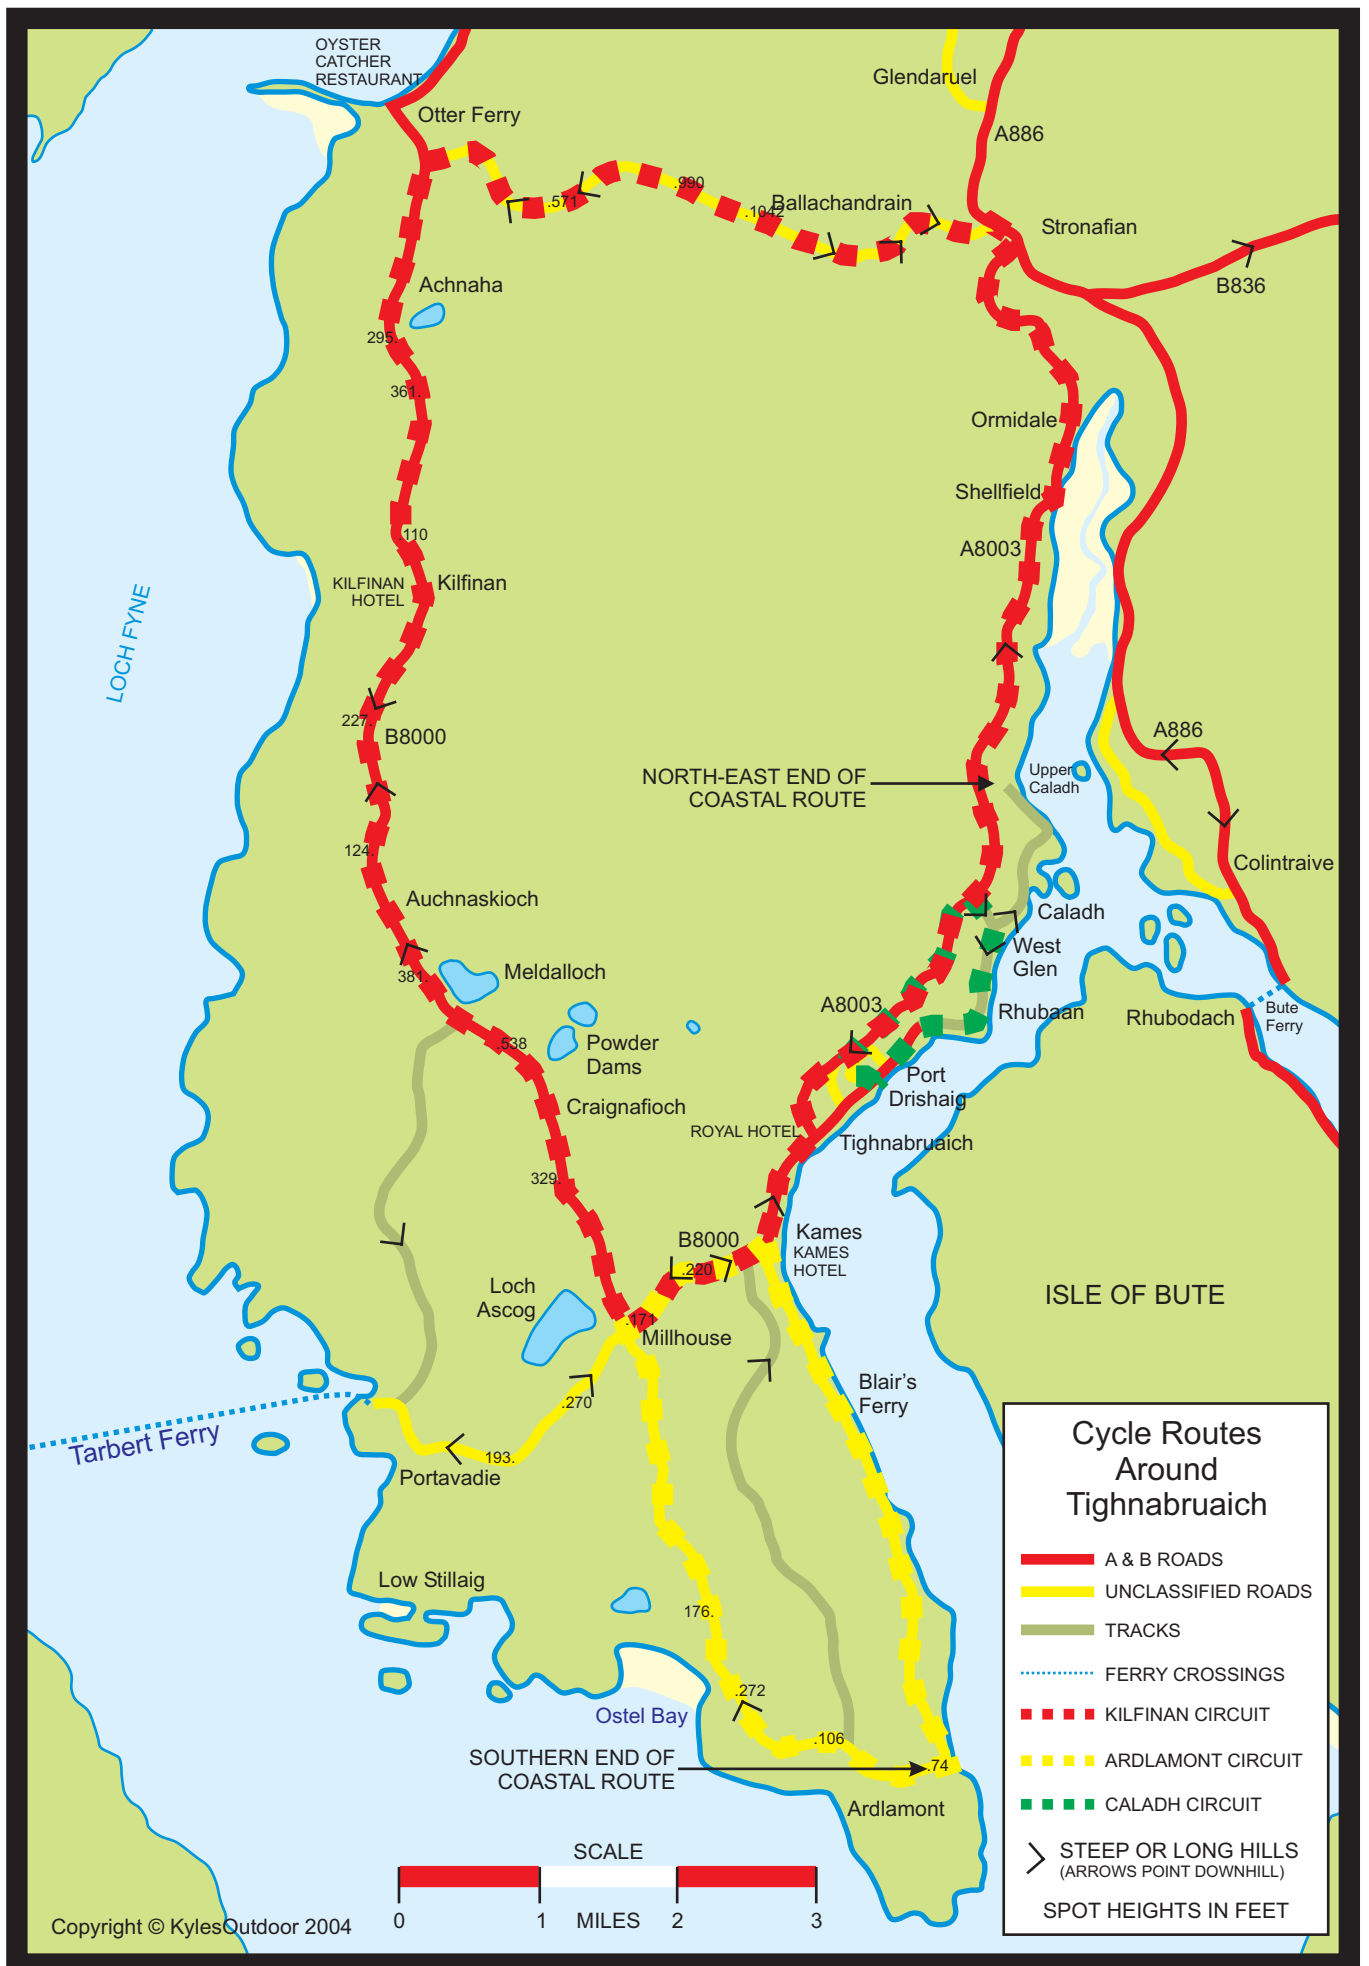 OYSTER
CATCHER
RESTAURANT
Otter Ferry
Glendaruel
A886
.571
.990
.1042
Ballachandrain
Stronafian
B836
Achnaha
295.
361.
Ormidale
Shellfield
A8003
.110
KILFINAN
HOTEL
Kilfinan
LOCH FYNE
227.
B8000
A886
NORTH-EAST END OF
COASTAL ROUTE
Upper
Caladh
124.
Colintraive
Auchnaskioch
Caladh
West
Glen
381.
Meldalloch
A8003
Rhubaan
Rhubodach
Bute
Ferry
.538
Powder
Dams
Port
Drishaig
Craignafioch
ROYAL HOTEL
Tighnabruaich
329.
B8000
Kames
KAMES
HOTEL
.220
Loch
Ascog
.171
Millhouse
ISLE OF BUTE
Blair's
Ferry
.270
Tarbert Ferry
193.
Portavadie
Low Stillaig
176.
.272
Ostel Bay
.106
SOUTHERN END OF
COASTAL ROUTE
.74
Ardlamont
Cycle Routes
Around
Tighnabruaich
A & B ROADS
UNCLASSIFIED ROADS
TRACKS
FERRY CROSSINGS
KILFINAN CIRCUIT
ARDLAMONT CIRCUIT
CALADH CIRCUIT
STEEP OR LONG HILLS
(ARROWS POINT DOWNHILL)
SPOT HEIGHTS IN FEET
SCALE
0 1 MILES 2 3
Copyright © KylesOutdoor 2004